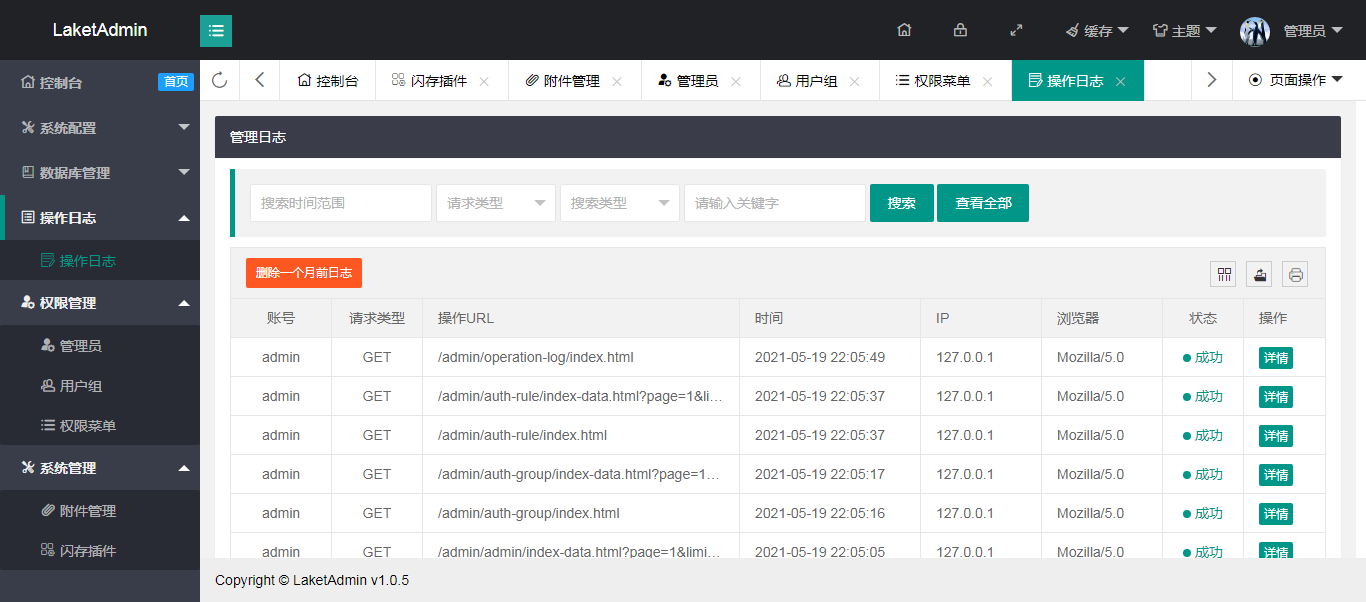 LaketAdmin
缓存
主题
管理员
控制台 首页
系统配置
数据库管理
操作日志
操作日志
权限管理
管理员
用户组
权限菜单
系统管理
附件管理
闪存插件
控制台 闪存插件 附件管理 管理员 用户组 权限菜单 操作日志 页面操作
管理日志
搜索时间范围 请求类型 搜索类型 请输入关键字 搜索 查看全部
删除一个月前日志
账号 请求类型 操作URL 时间 IP 浏览器 状态 操作
admin GET /admin/operation-log/index.html 2021-05-19 22:05:49 127.0.0.1 Mozilla/5.0 成功 详情
admin GET /admin/auth-rule/index-data.html?page=1&li… 2021-05-19 22:05:37 127.0.0.1 Mozilla/5.0 成功 详情
admin GET /admin/auth-rule/index.html 2021-05-19 22:05:37 127.0.0.1 Mozilla/5.0 成功 详情
admin GET /admin/auth-group/index-data.html?page=1… 2021-05-19 22:05:17 127.0.0.1 Mozilla/5.0 成功 详情
admin GET /admin/auth-group/index.html 2021-05-19 22:05:16 127.0.0.1 Mozilla/5.0 成功 详情
admin GET /admin/admin/index-data.html?page=1&limi… 2021-05-19 22:05:05 127.0.0.1 Mozilla/5.0 成功 详情
Copyright © LaketAdmin v1.0.5